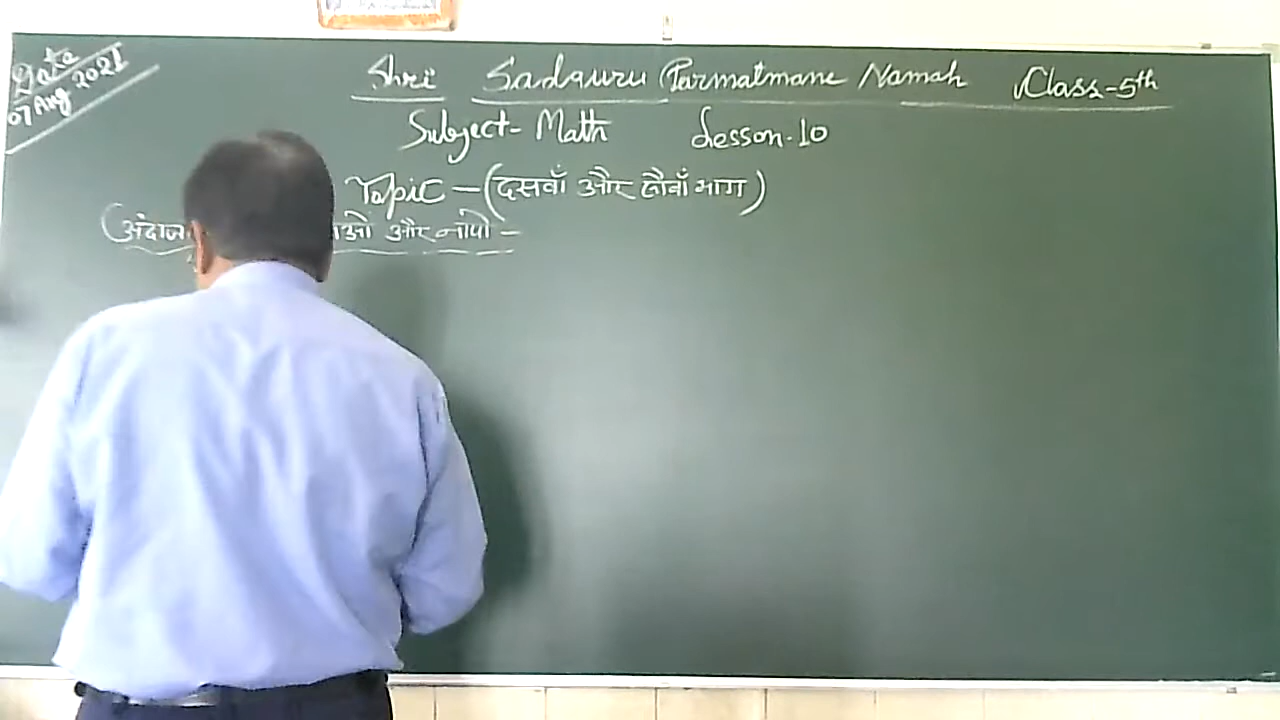 Date
07 Aug 2021
Shri Sadguru Parmatmane Namah Class-5th
Subject- Math Lesson-10
Topic – (दसवाँ और सौवाँ भाग)
और नापो –